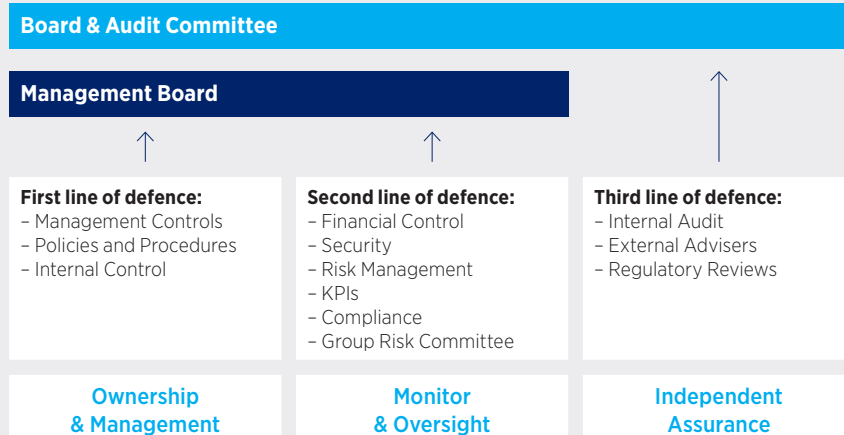 Board & Audit Committee
Management Board
First line of defence:
– Management Controls
– Policies and Procedures
– Internal Control
Second line of defence:
– Financial Control
– Security
– Risk Management
– KPIs
– Compliance
– Group Risk Committee
Third line of defence:
– Internal Audit
– External Advisers
– Regulatory Reviews
Ownership
& Management
Monitor
& Oversight
Independent
Assurance